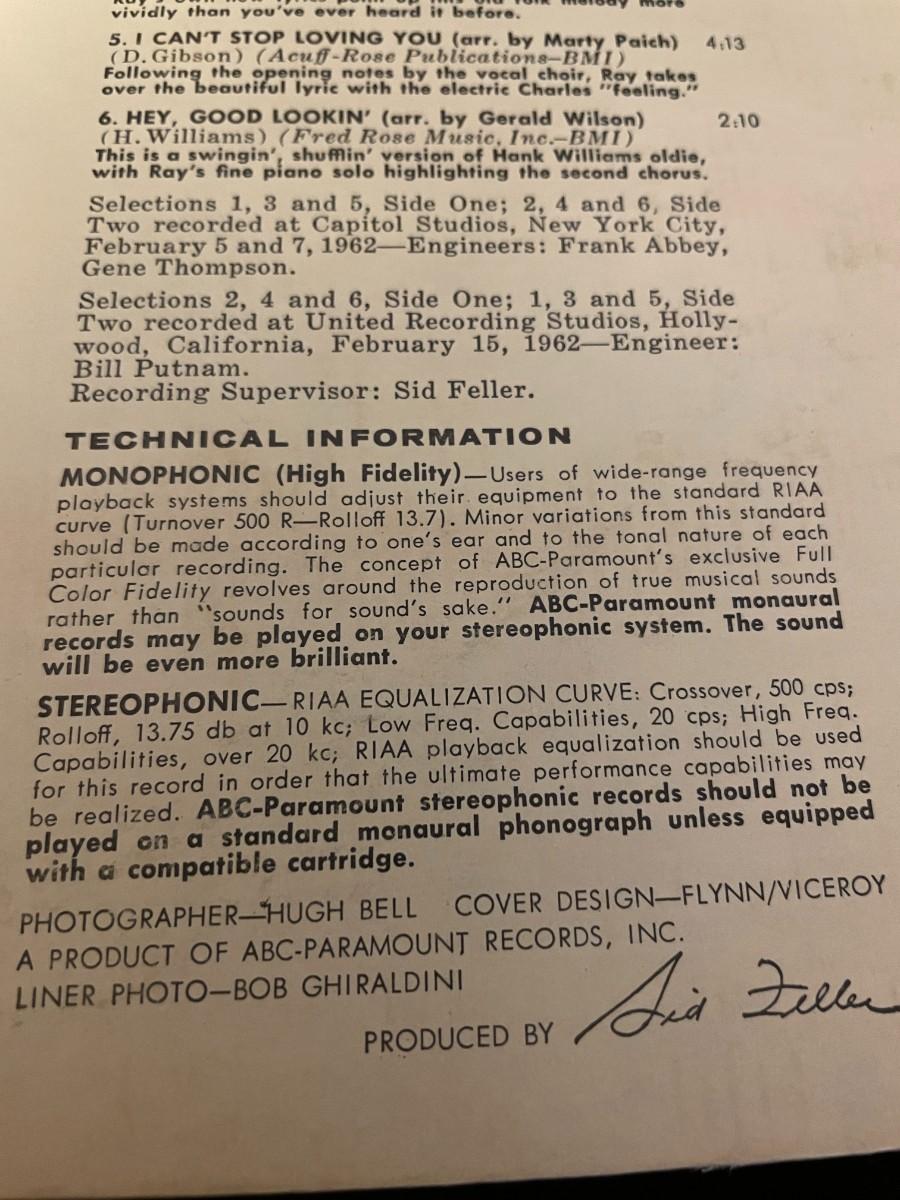 Ray's own new lyrics point up this old folk melody more
vividly than you've ever heard it before.
5. I CAN'T STOP LOVING YOU (arr. by Marty Paich) 4:13
(D. Gibson) (Acuff-Rose Publications—BMI)
Following the opening notes by the vocal choir, Ray takes
over the beautiful lyric with the electric Charles "feeling."
6. HEY, GOOD LOOKIN' (arr. by Gerald Wilson) 2:10
(H. Williams) (Fred Rose Music, Inc.—BMI)
This is a swingin', shufflin' version of Hank Williams oldie,
with Ray's fine piano solo highlighting the second chorus.
Selections 1, 3 and 5, Side One; 2, 4 and 6, Side
Two recorded at Capitol Studios, New York City,
February 5 and 7, 1962—Engineers: Frank Abbey,
Gene Thompson.
Selections 2, 4 and 6, Side One; 1, 3 and 5, Side
Two recorded at United Recording Studios, Holly-
wood, California, February 15, 1962—Engineer:
Bill Putnam.
Recording Supervisor: Sid Feller.
TECHNICAL INFORMATION
MONOPHONIC (High Fidelity)—Users of wide-range frequency
playback systems should adjust their equipment to the standard RIAA
curve (Turnover 500 R—Rolloff 13.7). Minor variations from this standard
should be made according to one's ear and to the tonal nature of each
particular recording. The concept of ABC-Paramount's exclusive Full
Color Fidelity revolves around the reproduction of true musical sounds
rather than "sounds for sound's sake." ABC-Paramount monaural
records may be played on your stereophonic system. The sound
will be even more brilliant.
STEREOPHONIC—RIAA EQUALIZATION CURVE: Crossover, 500 cps;
Rolloff, 13.75 db at 10 kc; Low Freq. Capabilities, 20 cps; High Freq.
Capabilities, over 20 kc; RIAA playback equalization should be used
for this record in order that the ultimate performance capabilities may
be realized. ABC-Paramount stereophonic records should not be
played on a standard monaural phonograph unless equipped
with a compatible cartridge.
PHOTOGRAPHER—HUGH BELL COVER DESIGN—FLYNN/VICEROY
A PRODUCT OF ABC-PARAMOUNT RECORDS, INC.
LINER PHOTO—BOB GHIRALDINI
PRODUCED BY Sid Feller